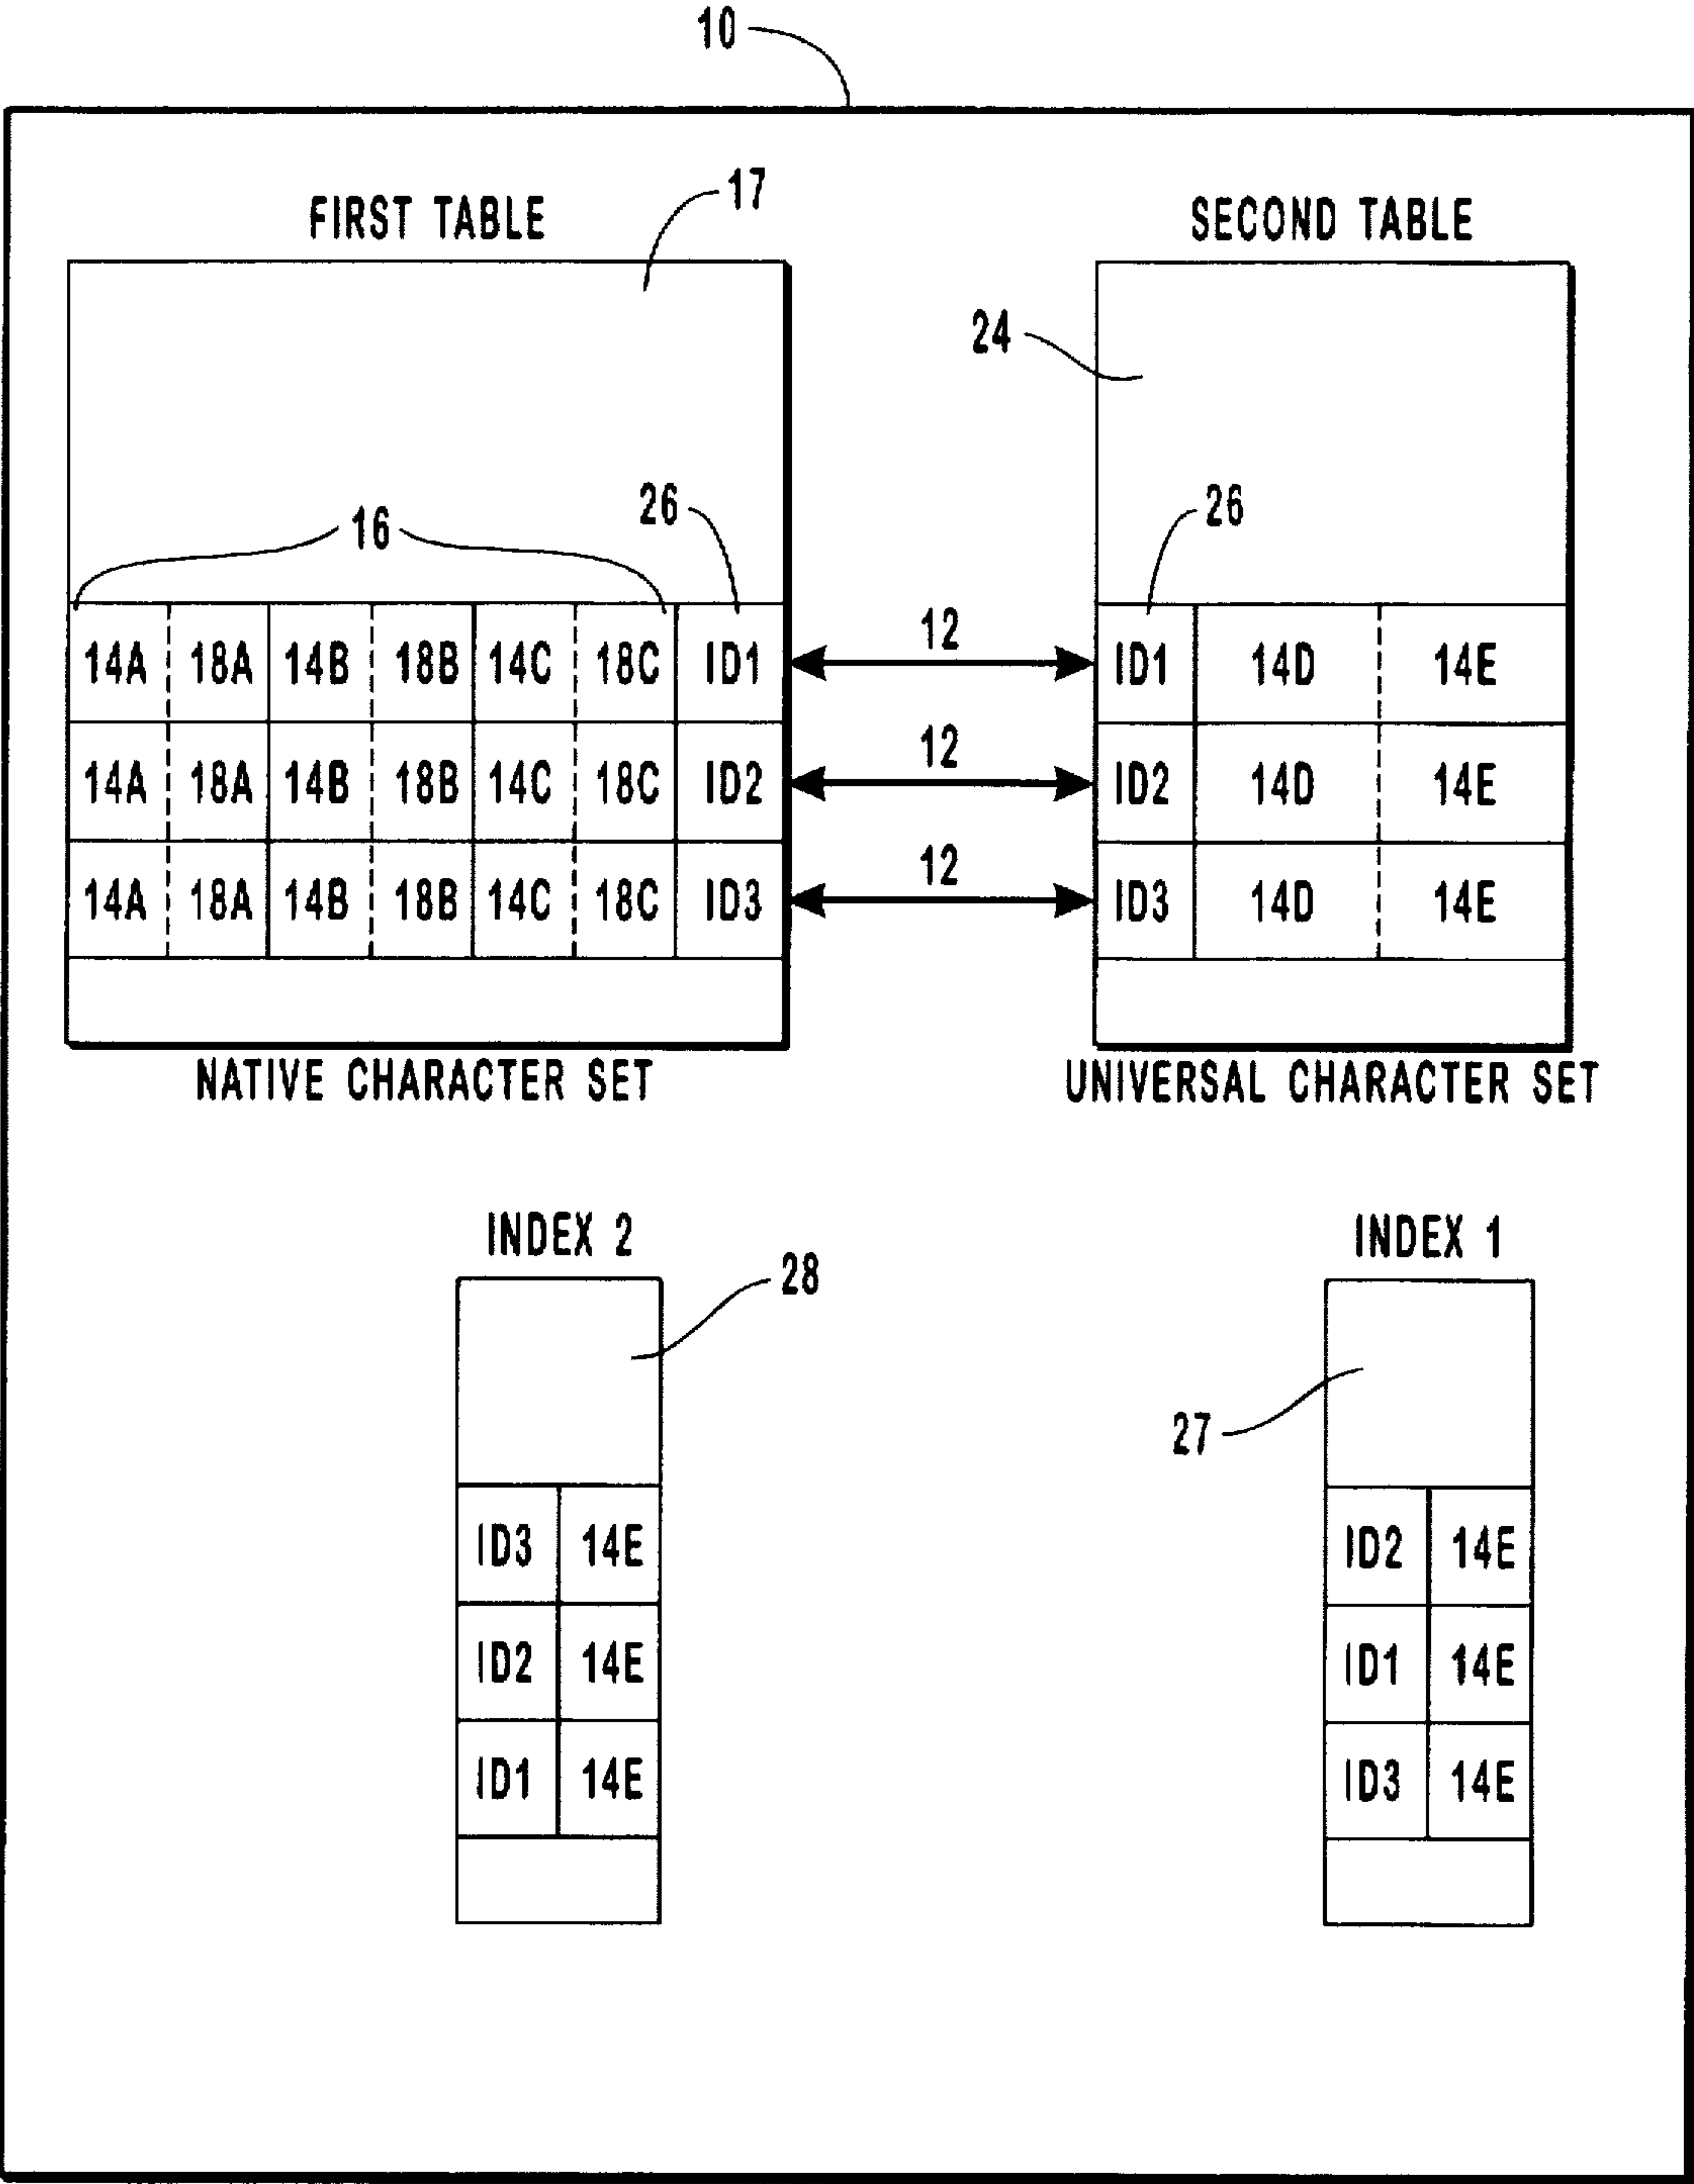 10
FIRST TABLE
17
SECOND TABLE
24
16
26
26
14A 18A 14B 18B 14C 18C ID1
12
ID1 14D 14E
14A 18A 14B 18B 14C 18C ID2
12
ID2 14D 14E
14A 18A 14B 18B 14C 18C ID3
12
ID3 14D 14E
NATIVE CHARACTER SET
UNIVERSAL CHARACTER SET
INDEX 2
28
ID3 14E
ID2 14E
ID1 14E
INDEX 1
27
ID2 14E
ID1 14E
ID3 14E